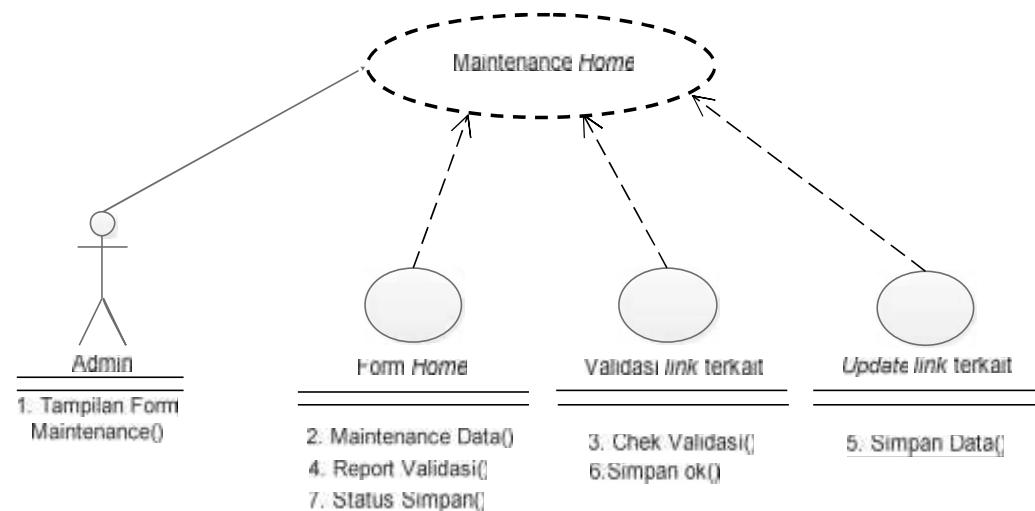 Maintenance Home
Admin
1. Tampilan Form
Maintenance()
Form Home
2. Maintenance Data()
4. Report Validasi()
7. Status Simpan()
Validasi link terkait
3. Chek Validasi()
6.Simpan ok()
Update link terkait
5. Simpan Data()